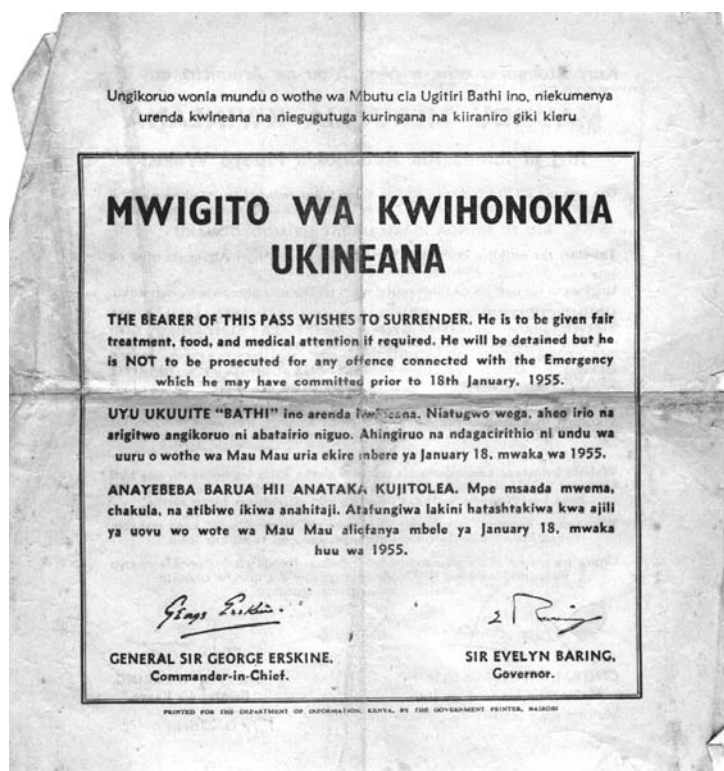 Ungikoruo wonia mundu o wothe wa Mbutu cia Ugitiri Bathi ino, niekumenya
urenda kwineana na niegugutuga kuringana na kiiraniro giki kieru
MWIGITO WA KWIHONOKIA
UKINEANA
THE BEARER OF THIS PASS WISHES TO SURRENDER. He is to be given fair
treatment, food, and medical attention if required. He will be detained but he
is NOT to be prosecuted for any offence connected with the Emergency
which he may have committed prior to 18th January, 1955.
UYU UKUUITE "BATHI" ino arenda kwineana. Niatugwo wega, aheo irio na
arigitwo angikoruo ni abatairio niguo. Ahingiruo na ndagacirithio ni undu wa
uuru o wothe wa Mau Mau uria ekire mbere ya January 18, mwaka wa 1955.
ANAYEBEBA BARUA HII ANATAKA KUJITOLEA. Mpe msaada mwema,
chakula, na atibiwe ikiwa anahitaji. Atafungiwa lakini hatashtakiwa kwa ajili
ya uovu wo wote wa Mau Mau aliofanya mbele ya January 18, mwaka
huu wa 1955.
GENERAL SIR GEORGE ERSKINE,
Commander-in-Chief.
SIR EVELYN BARING,
Governor.
PRINTED FOR THE DEPARTMENT OF INFORMATION, KENYA, BY THE GOVERNMENT PRINTER, NAIROBI